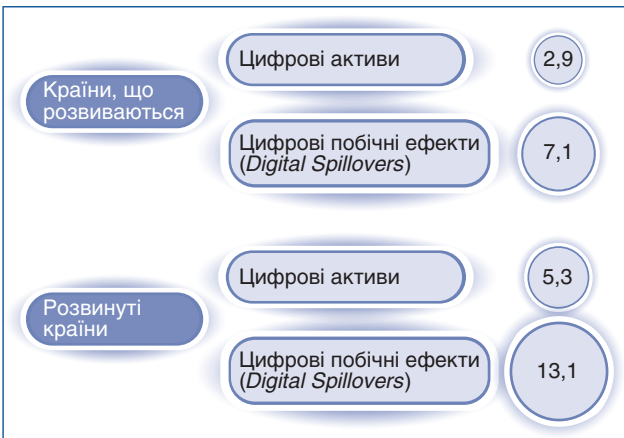 Країни, що
розвиваються
Цифрові активи
2,9
Цифрові побічні ефекти
(Digital Spillovers)
7,1
Розвинуті
країни
Цифрові активи
5,3
Цифрові побічні ефекти
(Digital Spillovers)
13,1